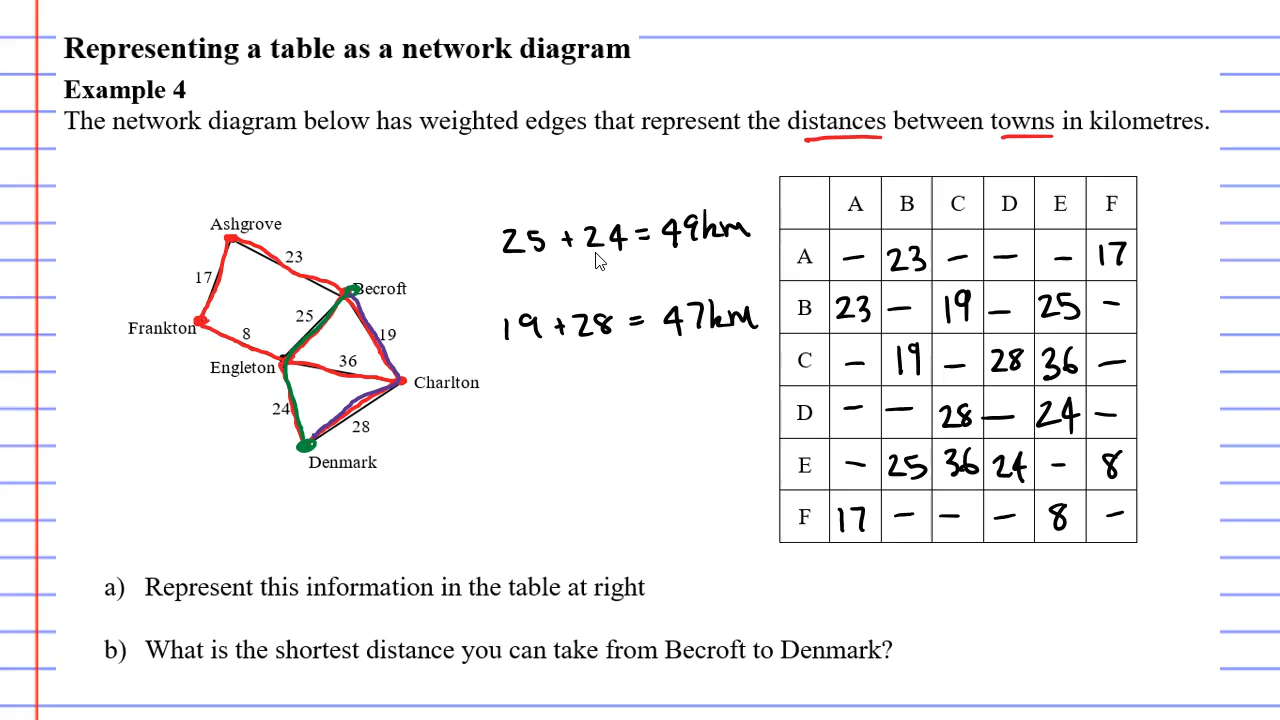 Representing a table as a network diagram
Example 4
The network diagram below has weighted edges that represent the distances between towns in kilometres.
Ashgrove
23
17
Becroft
25
Frankton
8
19
Engleton
36
Charlton
24
28
Denmark
25 + 24 = 49km
19 + 28 = 47km
A B C D E F
A – 23 – – – 17
B 23 – 19 – 25 –
C – 19 – 28 36 –
D – – 28 – 24 –
E – 25 36 24 – 8
F 17 – – – 8 –
a) Represent this information in the table at right
b) What is the shortest distance you can take from Becroft to Denmark?